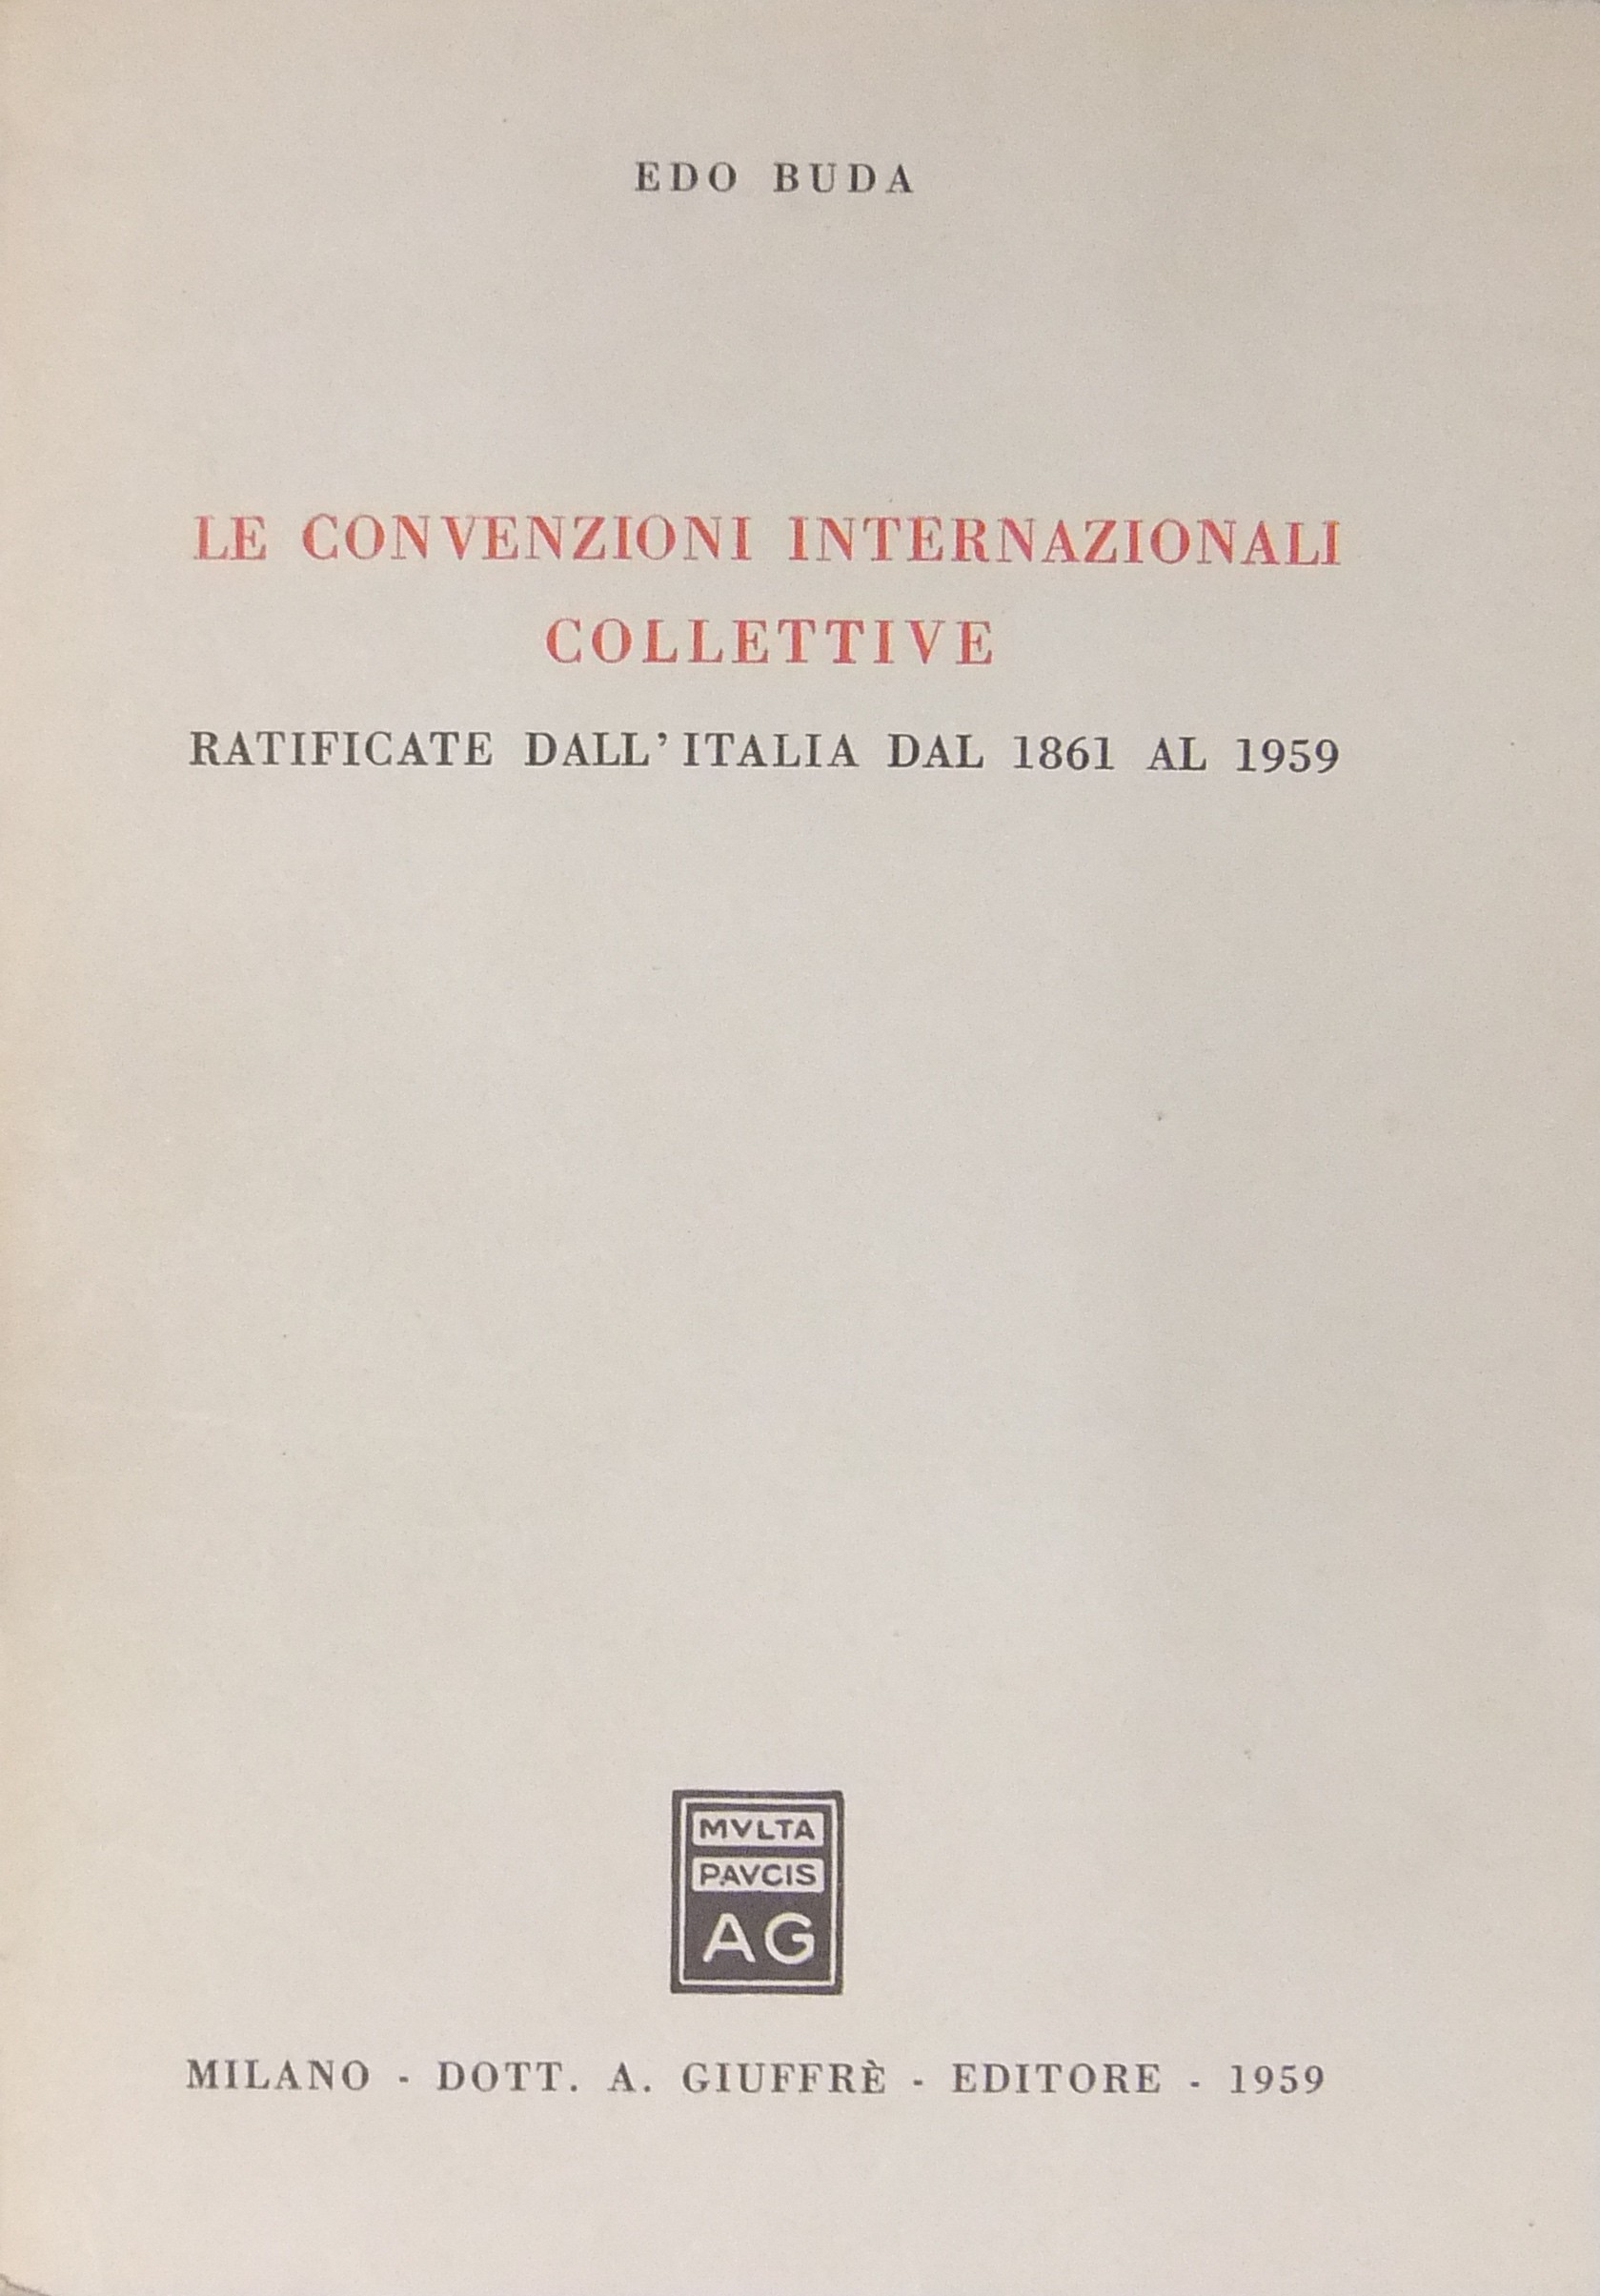 EDO BUDA
LE CONVENZIONI INTERNAZIONALI
COLLETTIVE
RATIFICATE DALL'ITALIA DAL 1861 AL 1959
MVLTA
PAVCIS
AG
MILANO - DOTT. A. GIUFFRÈ - EDITORE - 1959